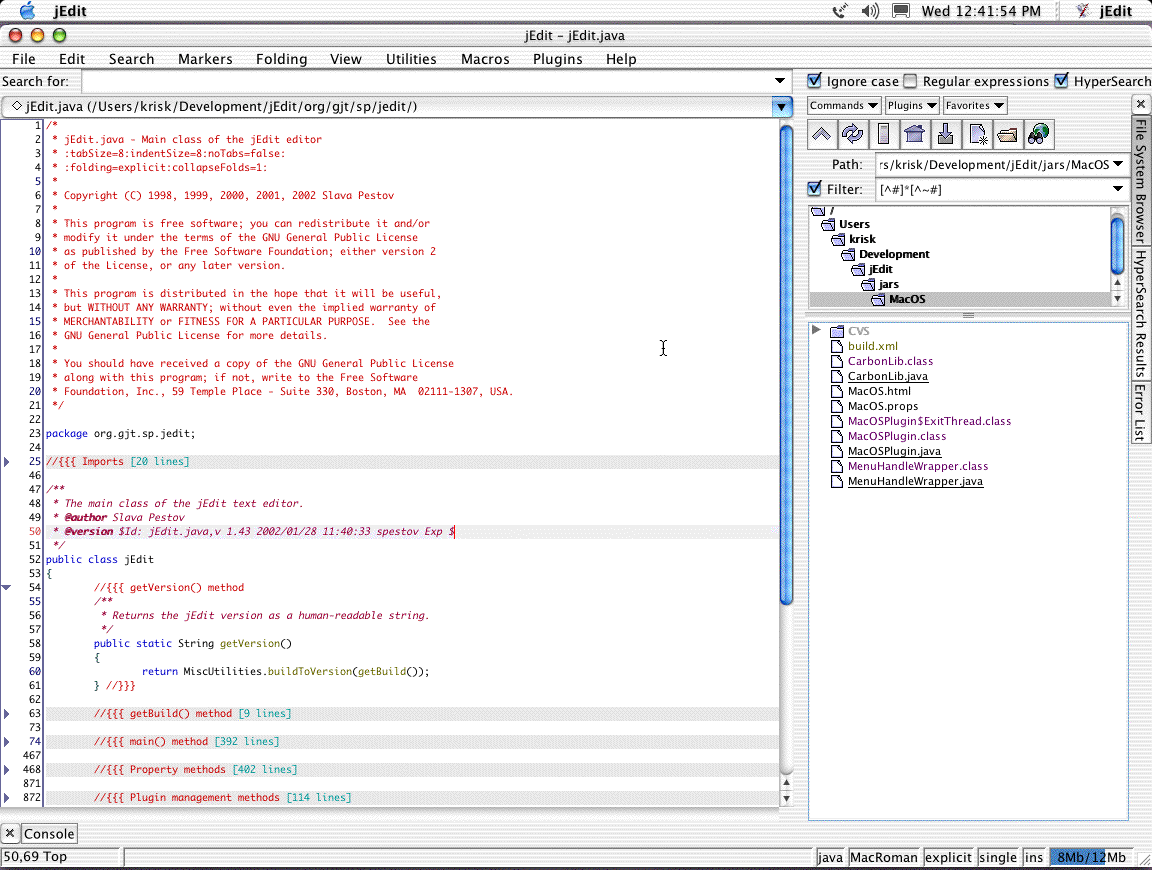 jEdit
Wed 12:41:54 PM
jEdit
jEdit - jEdit.java
File Edit Search Markers Folding View Utilities Macros Plugins Help
Search for:
Ignore case Regular expressions HyperSearch
jEdit.java (/Users/krisk/Development/jEdit/org/gjt/sp/jedit/)
1 /*
2  * jEdit.java - Main class of the jEdit editor
3  * :tabSize=8:indentSize=8:noTabs=false:
4  * :folding=explicit:collapseFolds=1:
5  *
6  * Copyright (C) 1998, 1999, 2000, 2001, 2002 Slava Pestov
7  *
8  * This program is free software; you can redistribute it and/or
9  * modify it under the terms of the GNU General Public License
10  * as published by the Free Software Foundation; either version 2
11  * of the License, or any later version.
12  *
13  * This program is distributed in the hope that it will be useful,
14  * but WITHOUT ANY WARRANTY; without even the implied warranty of
15  * MERCHANTABILITY or FITNESS FOR A PARTICULAR PURPOSE.  See the
16  * GNU General Public License for more details.
17  *
18  * You should have received a copy of the GNU General Public License
19  * along with this program; if not, write to the Free Software
20  * Foundation, Inc., 59 Temple Place - Suite 330, Boston, MA  02111-1307, USA.
21  */
22
23 package org.gjt.sp.jedit;
24
25 //{{{ Imports [20 lines]
46
47 /**
48  * The main class of the jEdit text editor.
49  * @author Slava Pestov
50  * @version $Id: jEdit.java,v 1.43 2002/01/28 11:40:33 spestov Exp $
51  */
52 public class jEdit
53 {
54 //{{{ getVersion() method
55 /**
56  * Returns the jEdit version as a human-readable string.
57  */
58 public static String getVersion()
59 {
60 return MiscUtilities.buildToVersion(getBuild());
61 } //}}}
62
63 //{{{ getBuild() method [9 lines]
73
74 //{{{ main() method [392 lines]
467
468 //{{{ Property methods [402 lines]
871
872 //{{{ Plugin management methods [114 lines]
Commands Plugins Favorites
Path: rs/krisk/Development/jEdit/jars/MacOS
Filter: [^#]*[^~#]
/
Users
krisk
Development
jEdit
jars
MacOS
CVS
build.xml
CarbonLib.class
CarbonLib.java
MacOS.html
MacOS.props
MacOSPlugin$ExitThread.class
MacOSPlugin.class
MacOSPlugin.java
MenuHandleWrapper.class
MenuHandleWrapper.java
File System Browser
HyperSearch Results
Error List
Console
50,69 Top
java MacRoman explicit single ins 8Mb/12Mb